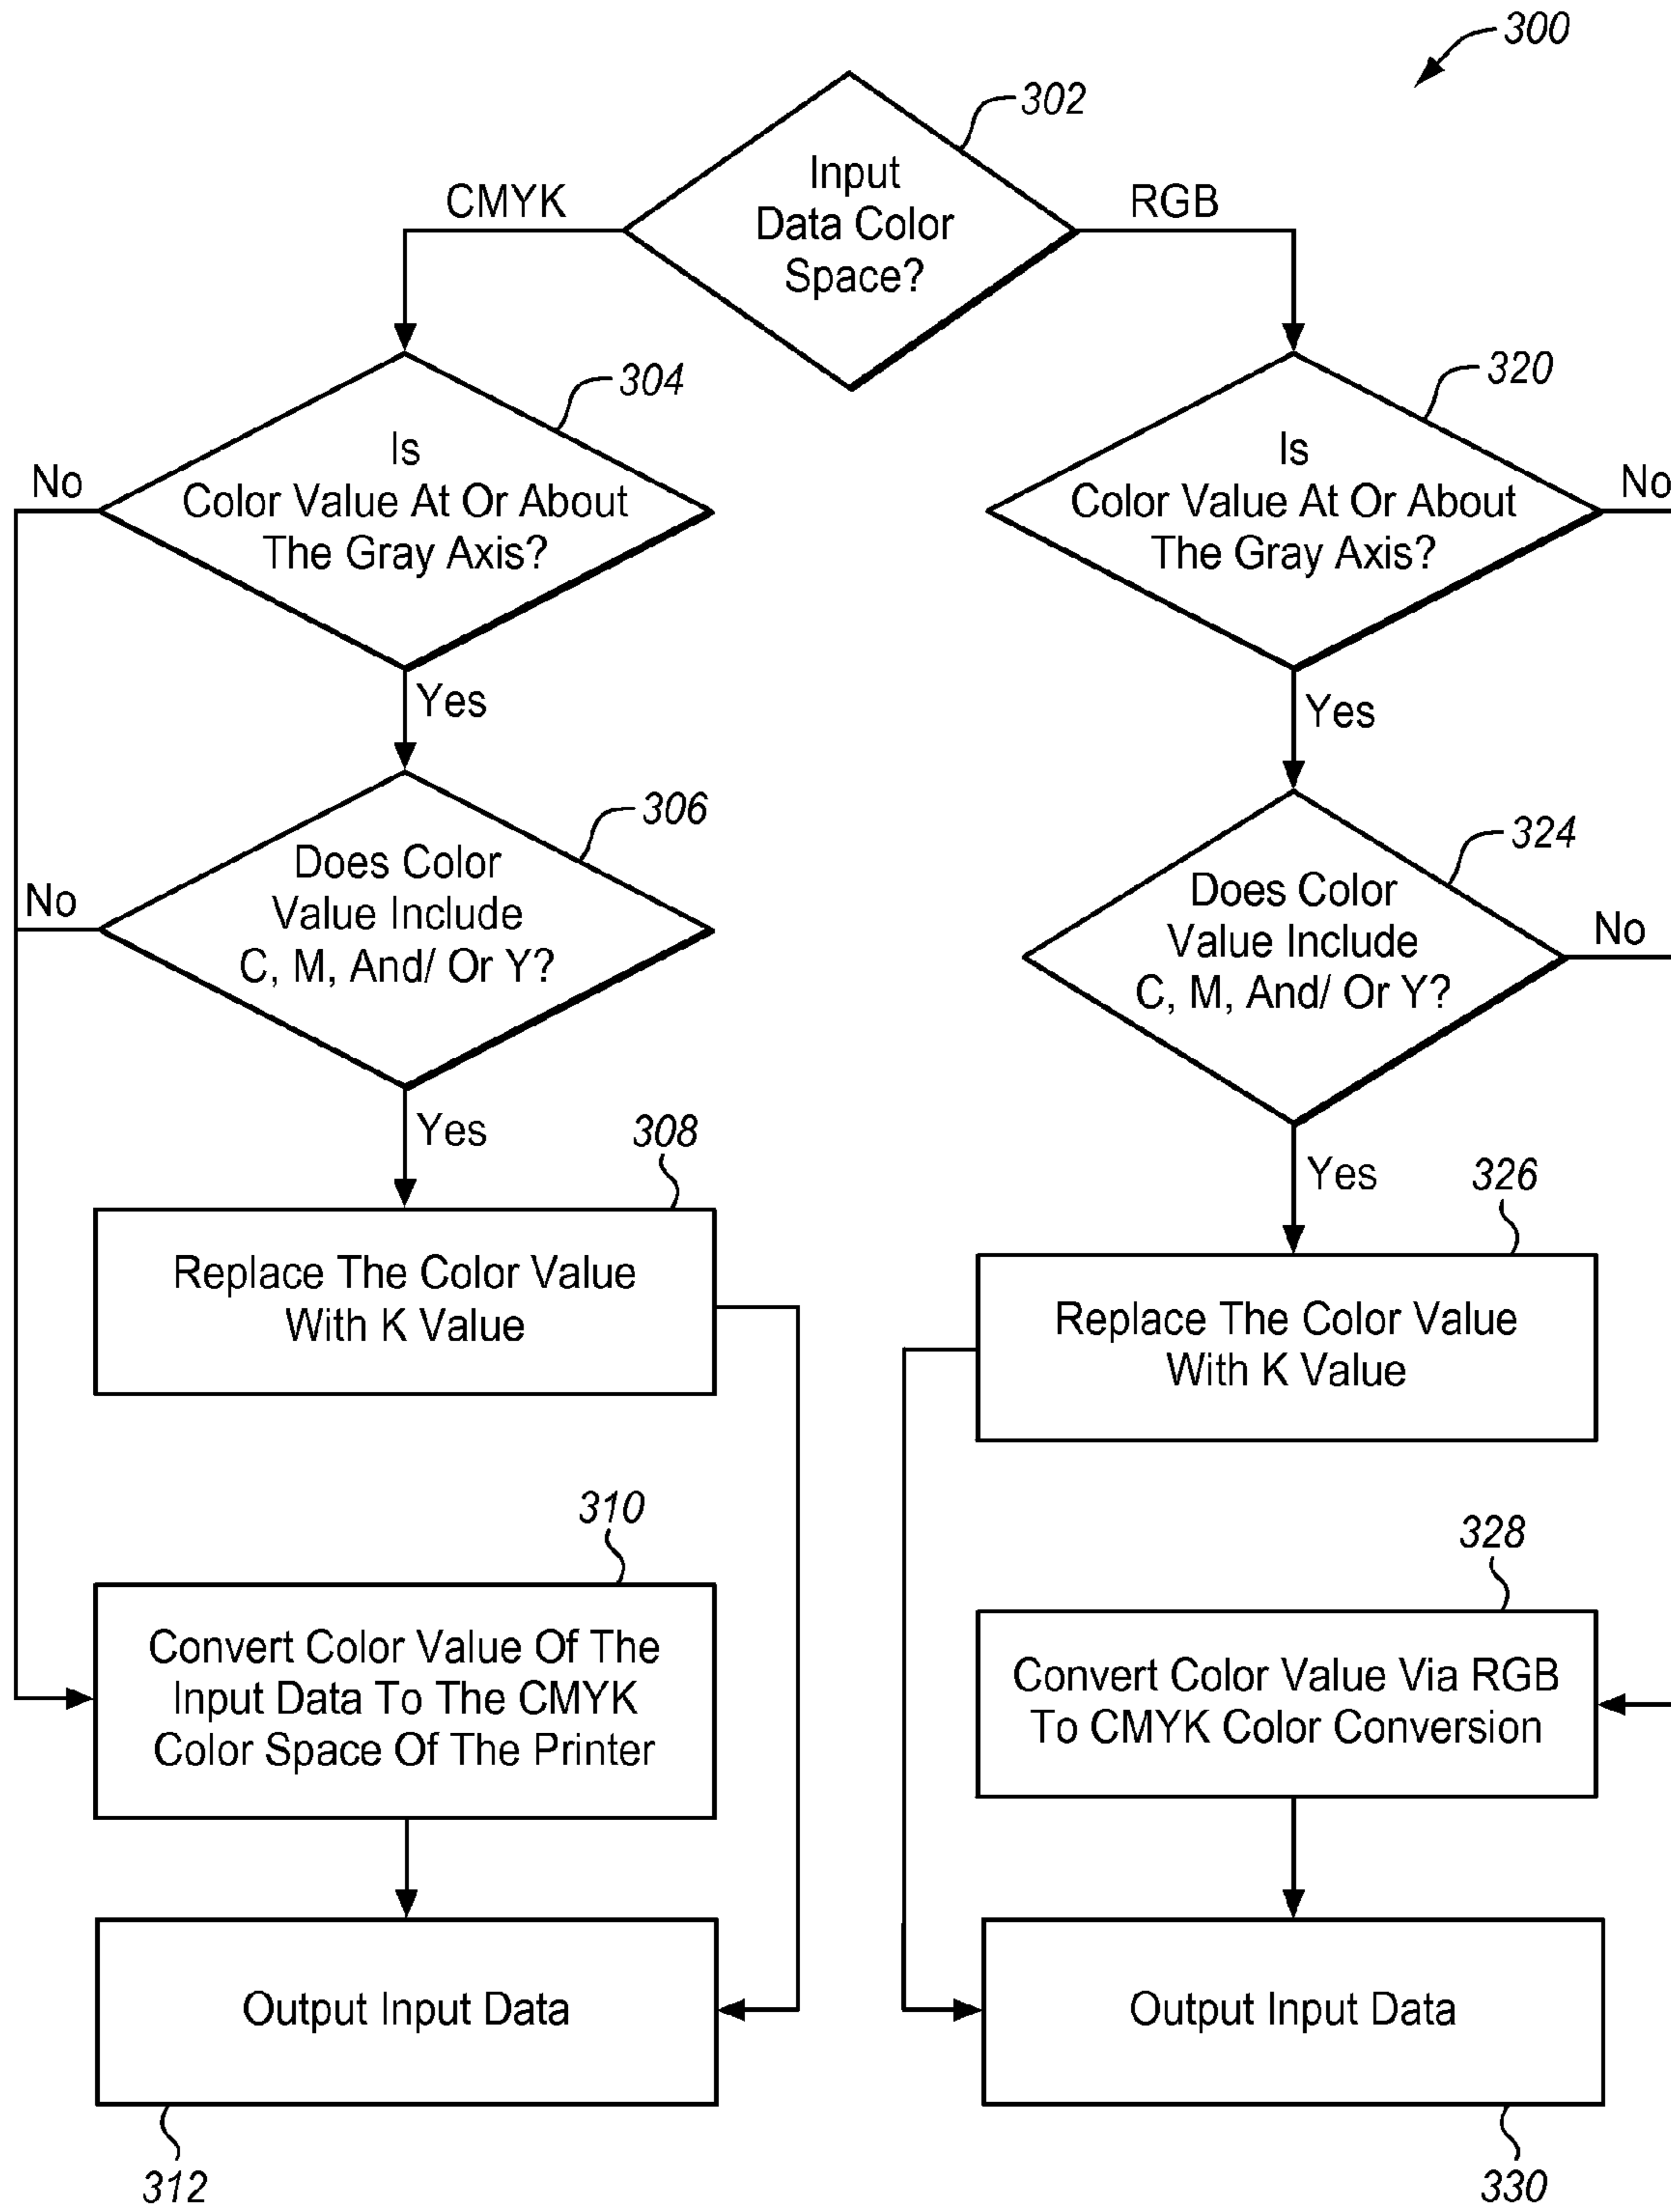 300
302
Input
Data Color
Space?
CMYK
RGB
304
Is
Color Value At Or About
The Gray Axis?
No
Yes
320
Is
Color Value At Or About
The Gray Axis?
No
Yes
306
Does Color
Value Include
C, M, And/ Or Y?
No
Yes
324
Does Color
Value Include
C, M, And/ Or Y?
No
Yes
308
Replace The Color Value
With K Value
326
Replace The Color Value
With K Value
310
Convert Color Value Of The
Input Data To The CMYK
Color Space Of The Printer
328
Convert Color Value Via RGB
To CMYK Color Conversion
Output Input Data
312
Output Input Data
330